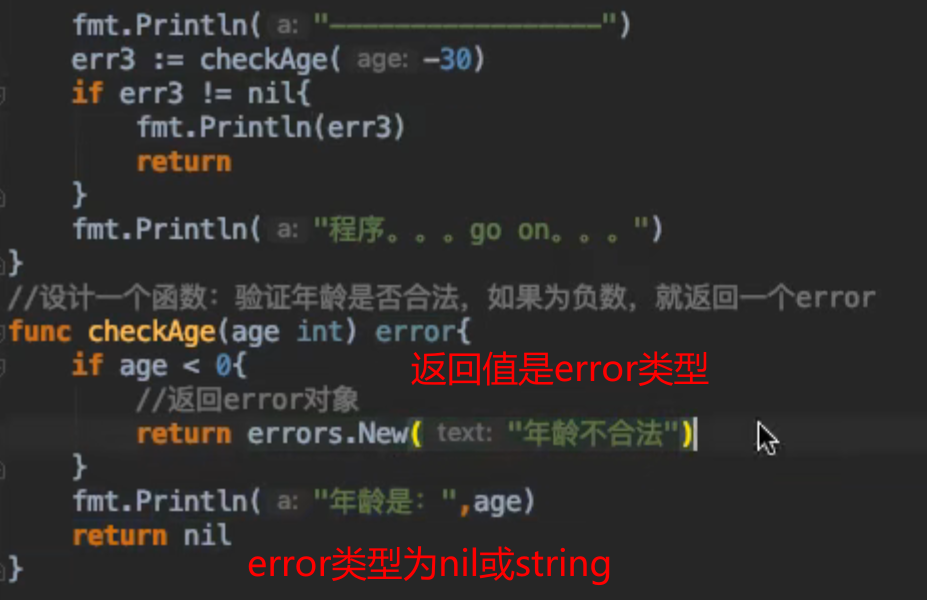 fmt.Println( a: "—————————————————")
err3 := checkAge( age: -30)
if err3 != nil{
fmt.Println(err3)
return
}
fmt.Println( a: "程序。。。go on。。。")
}
//设计一个函数：验证年龄是否合法，如果为负数，就返回一个error
func checkAge(age int) error{
if age < 0{
返回值是error类型
//返回error对象
return errors.New( text: "年龄不合法")
}
fmt.Println( a: "年龄是：",age)
return nil
error类型为nil或string
}